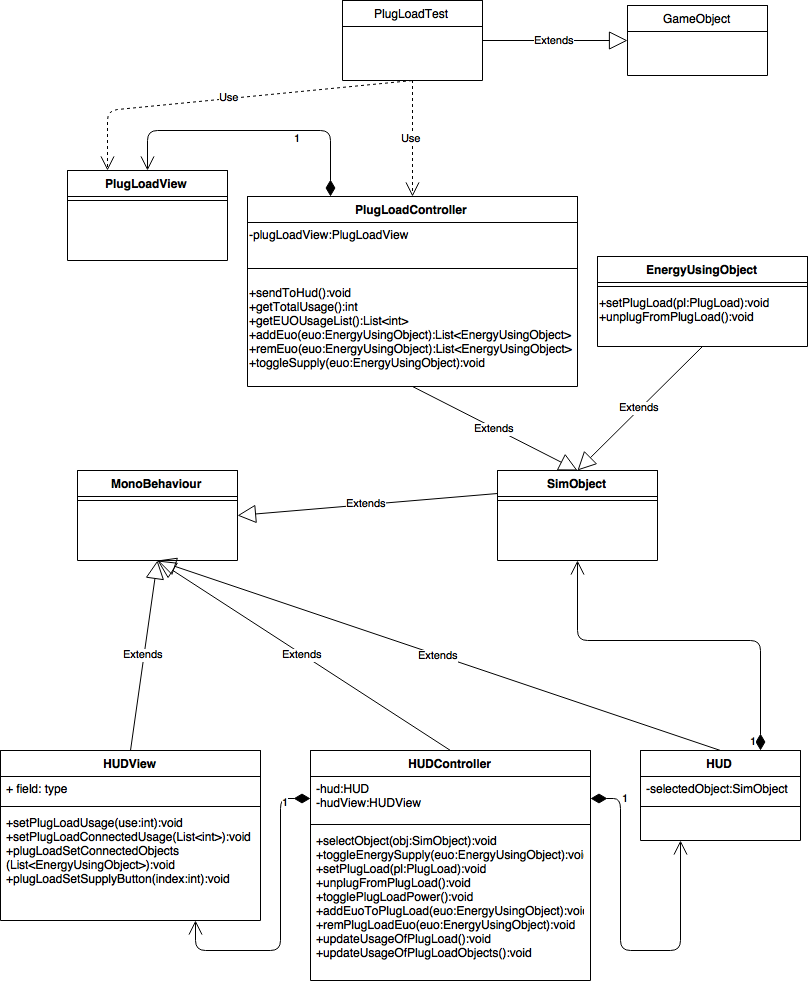 PlugLoadTest
GameObject
Extends
Use
Use
1
PlugLoadView
PlugLoadController
-plugLoadView:PlugLoadView
+sendToHud():void
+getTotalUsage():int
+getEUOUsageList():List<int>
+addEuo(euo:EnergyUsingObject):List<EnergyUsingObject>
+remEuo(euo:EnergyUsingObject):List<EnergyUsingObject>
+toggleSupply(euo:EnergyUsingObject):void
EnergyUsingObject
+setPlugLoad(pl:PlugLoad):void
+unplugFromPlugLoad():void
Extends
Extends
MonoBehaviour
Extends
SimObject
Extends
Extends
Extends
1
HUDView
+ field: type
+setPlugLoadUsage(use:int):void
+setPlugLoadConnectedUsage(List<int>):void
+plugLoadSetConnectedObjects
(List<EnergyUsingObject>):void
+plugLoadSetSupplyButton(index:int):void
1
HUDController
-hud:HUD
-hudView:HUDView
+selectObject(obj:SimObject):void
+toggleEnergySupply(euo:EnergyUsingObject):voi
+setPlugLoad(pl:PlugLoad):void
+unplugFromPlugLoad():void
+togglePlugLoadPower():void
+addEuoToPlugLoad(euo:EnergyUsingObject):voi
+remPlugLoadEuo(euo:EnergyUsingObject):void
+updateUsageOfPlugLoad():void
+updateUsageOfPlugLoadObjects():void
1
HUD
-selectedObject:SimObject